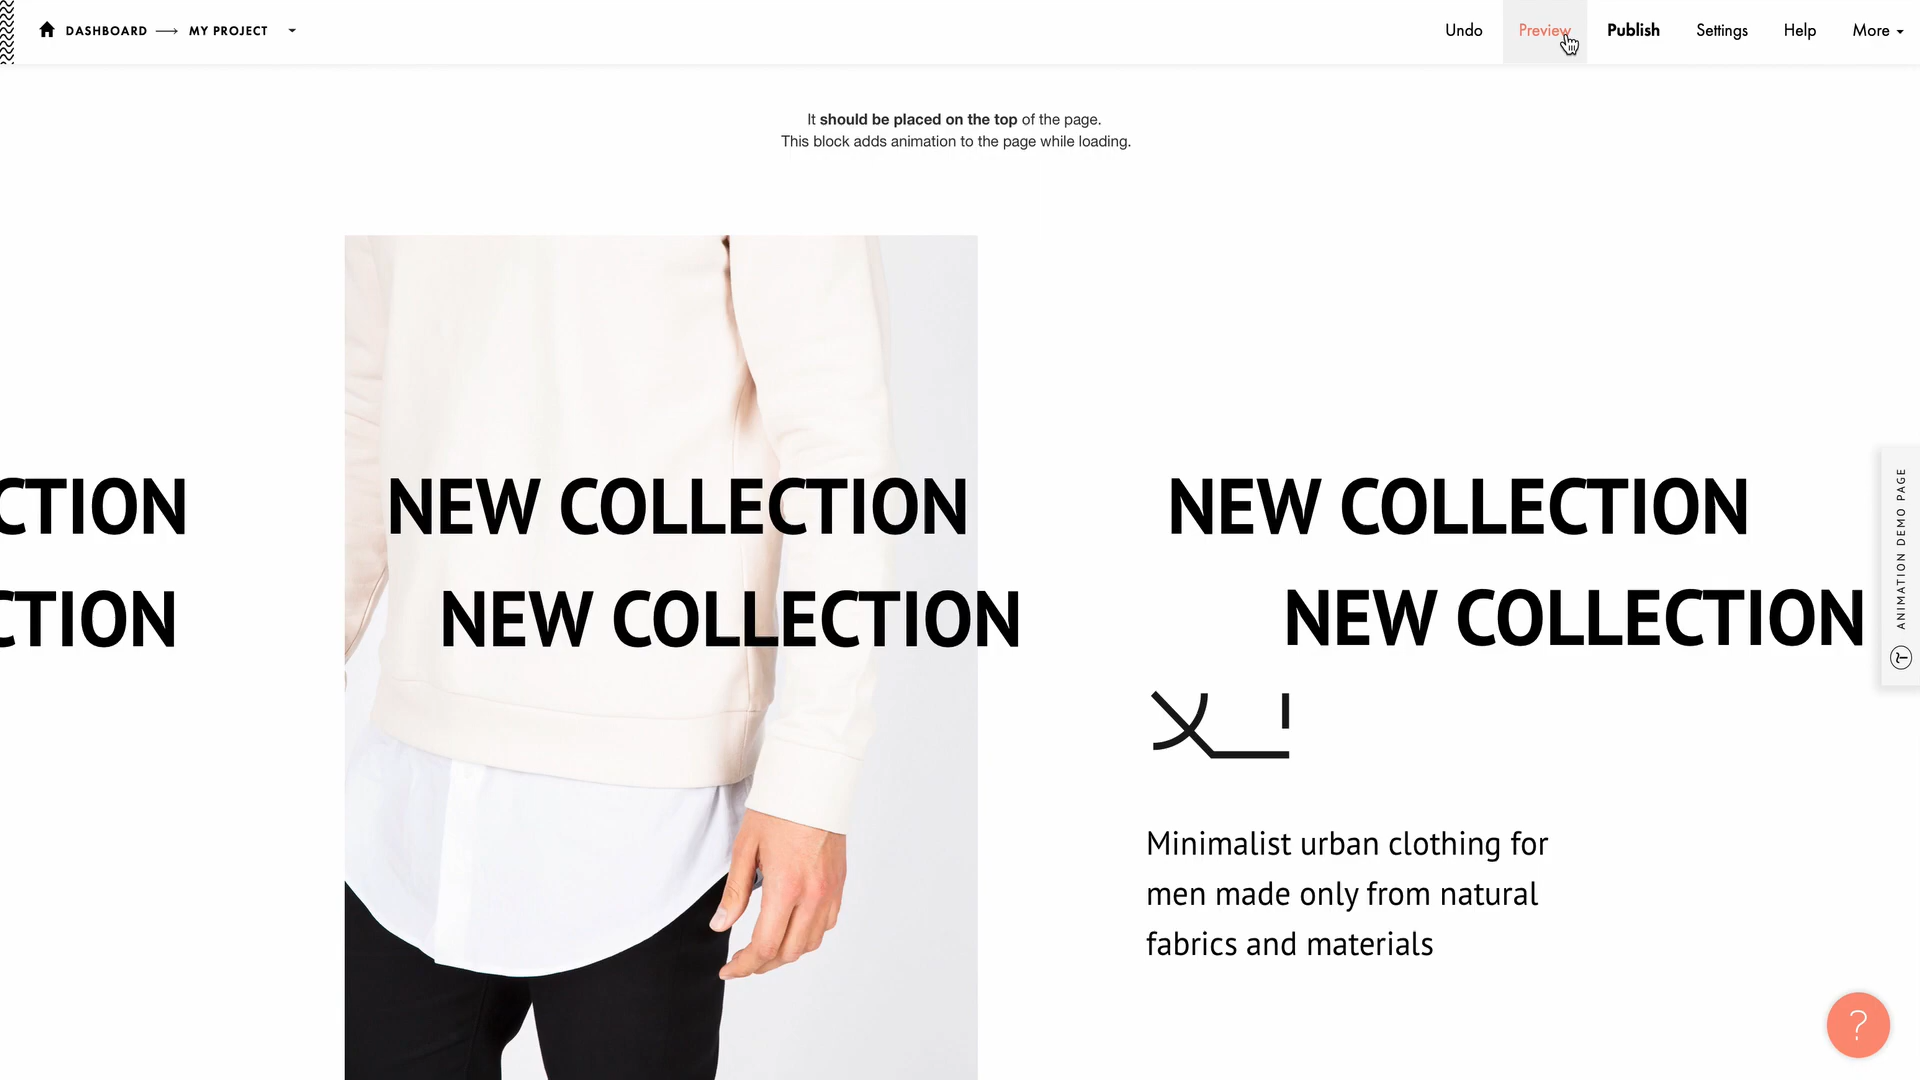 DASHBOARD → MY PROJECT
Undo
Preview
Publish
Settings
Help
More
It should be placed on the top of the page.
This block adds animation to the page while loading.
CTION NEW COLLECTION NEW COLLECTION
CTION NEW COLLECTION NEW COLLECTION
ANIMATION DEMO PAGE
Minimalist urban clothing for
men made only from natural
fabrics and materials
?